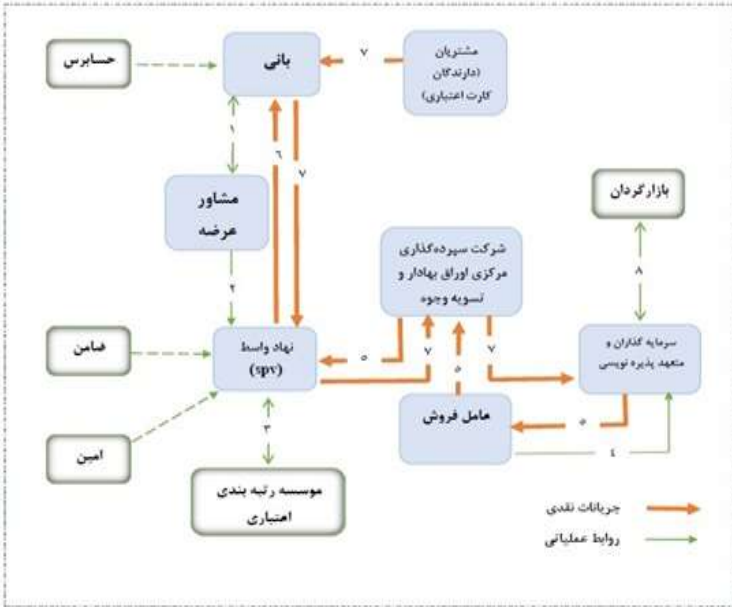 حسابرس
بانی
۷
مشتریان
(دارندگان
کارت اعتباری)
۱
۶
۷
مشاور
عرضه
بازارگردان
۲
شرکت سپرده‌گذاری
مرکزی اوراق بهادار و
تسویه وجوه
۸
ضامن
نهاد واسط
(spv)
۵
۷
۵
۷
سرمایه گذاران و
متعهد پذیره نویسی
امین
۳
عامل فروش
۵
٤
موسسه رتبه بندی
اعتباری
جریانات نقدی
روابط عملیاتی